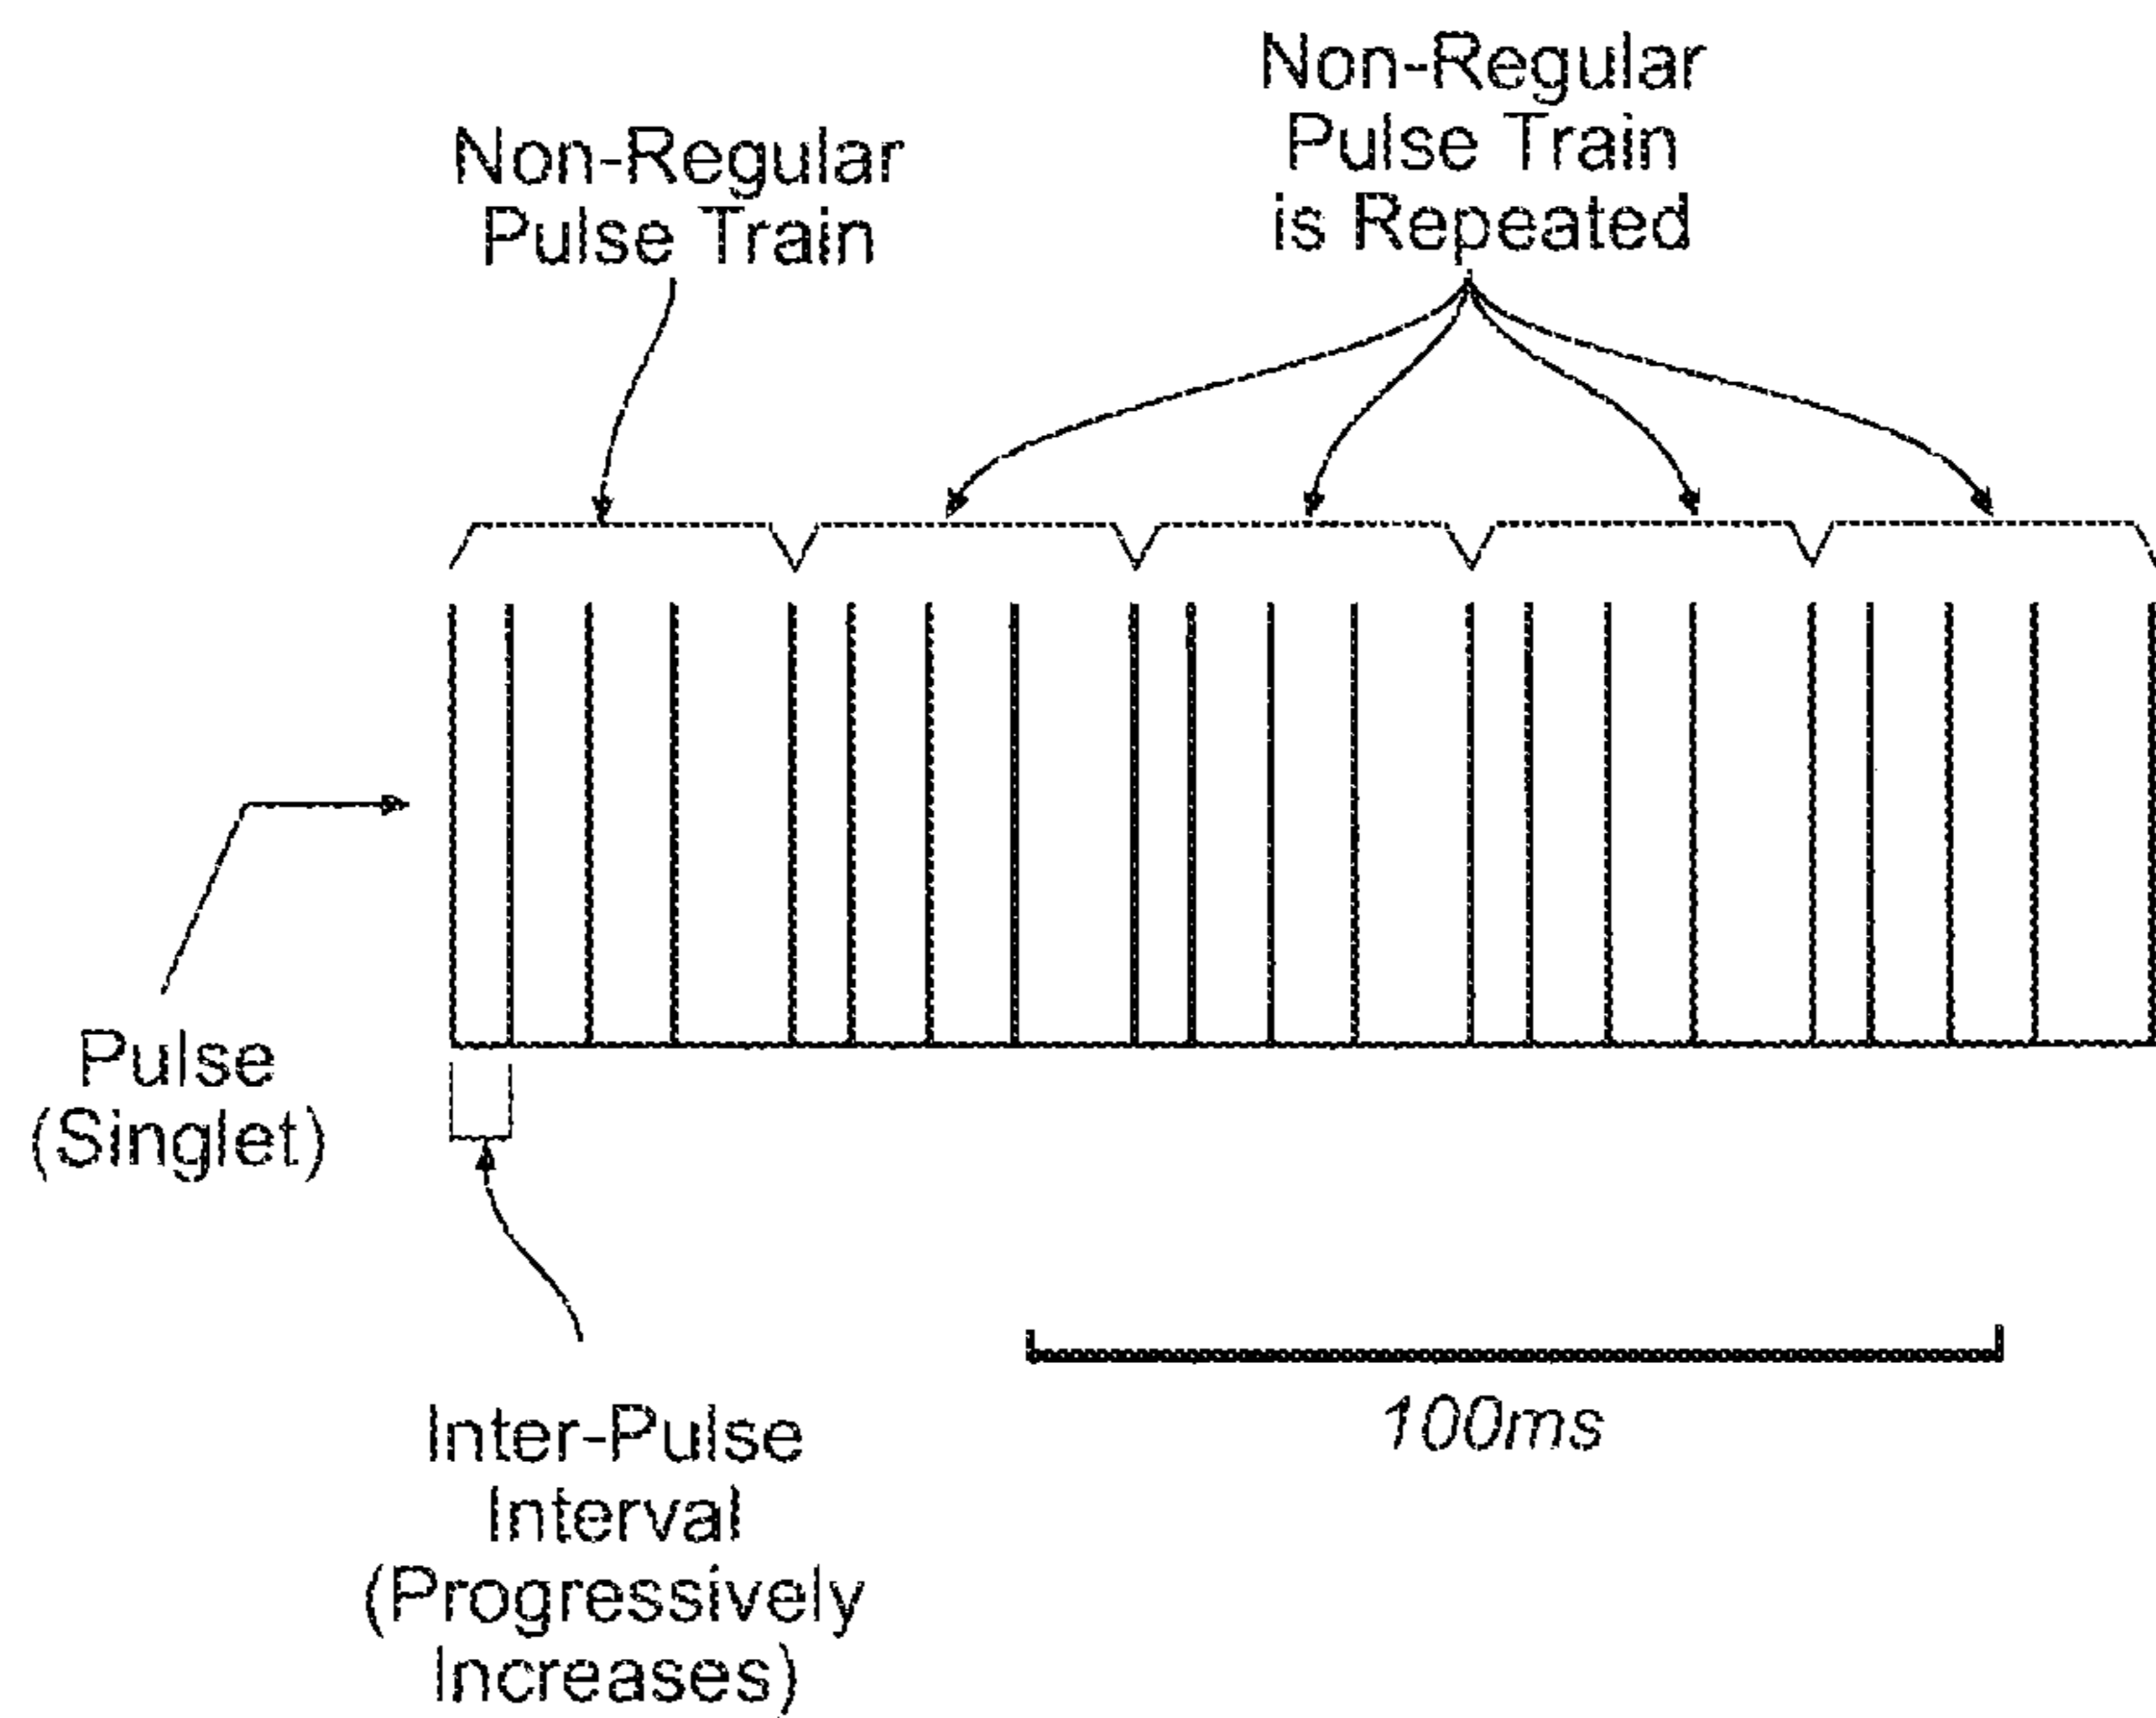 Non-Regular
Pulse Train
Non-Regular
Pulse Train
is Repeated
Pulse
(Singlet)
Inter-Pulse
Interval
(Progressively
Increases)
100ms